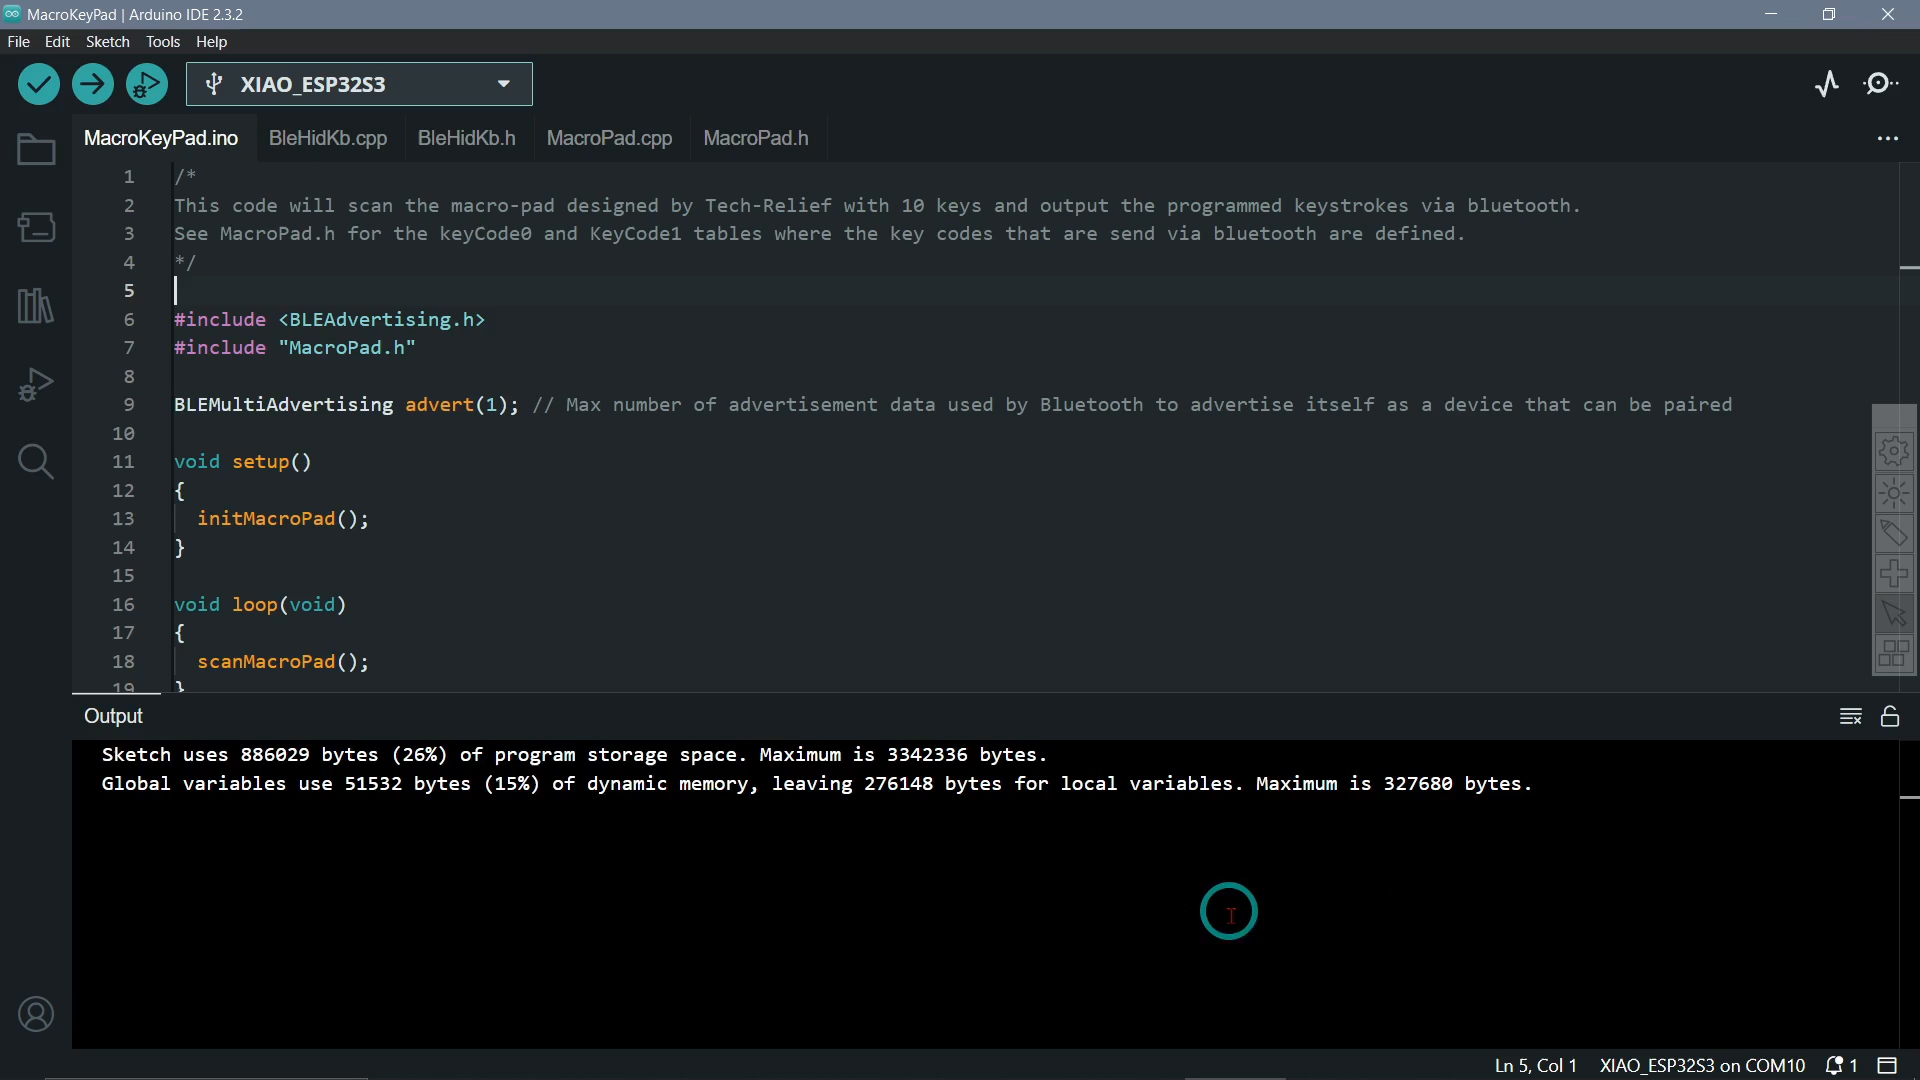 MacroKeyPad | Arduino IDE 2.3.2
File Edit Sketch Tools Help
XIAO_ESP32S3
MacroKeyPad.ino BleHidKb.cpp BleHidKb.h MacroPad.cpp MacroPad.h
1 /*
2 This code will scan the macro-pad designed by Tech-Relief with 10 keys and output the programmed keystrokes via bluetooth.
3 See MacroPad.h for the keyCode0 and KeyCode1 tables where the key codes that are send via bluetooth are defined.
4 */
5
6 #include <BLEAdvertising.h>
7 #include "MacroPad.h"
8
9 BLEMultiAdvertising advert(1); // Max number of advertisement data used by Bluetooth to advertise itself as a device that can be paired
10
11 void setup()
12 {
13 initMacroPad();
14 }
15
16 void loop(void)
17 {
18 scanMacroPad();
19 }
Output
Sketch uses 886029 bytes (26%) of program storage space. Maximum is 3342336 bytes.
Global variables use 51532 bytes (15%) of dynamic memory, leaving 276148 bytes for local variables. Maximum is 327680 bytes.
Ln 5, Col 1 XIAO_ESP32S3 on COM10 1